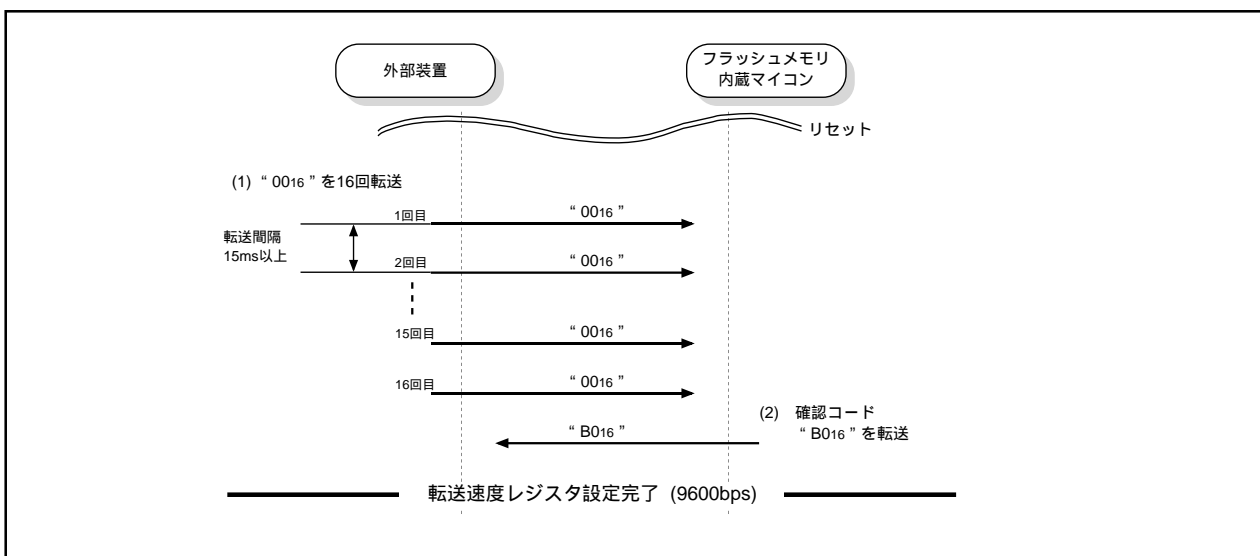 外部装置
フラッシュメモリ
内蔵マイコン
リセット
(1) “ 0016 ” を16回転送
1回目
“ 0016 ”
転送間隔
15ms以上
2回目
“ 0016 ”
15回目
“ 0016 ”
16回目
“ 0016 ”
(2) 確認コード
“ B016 ” を転送
“ B016 ”
転送速度レジスタ設定完了 (9600bps)